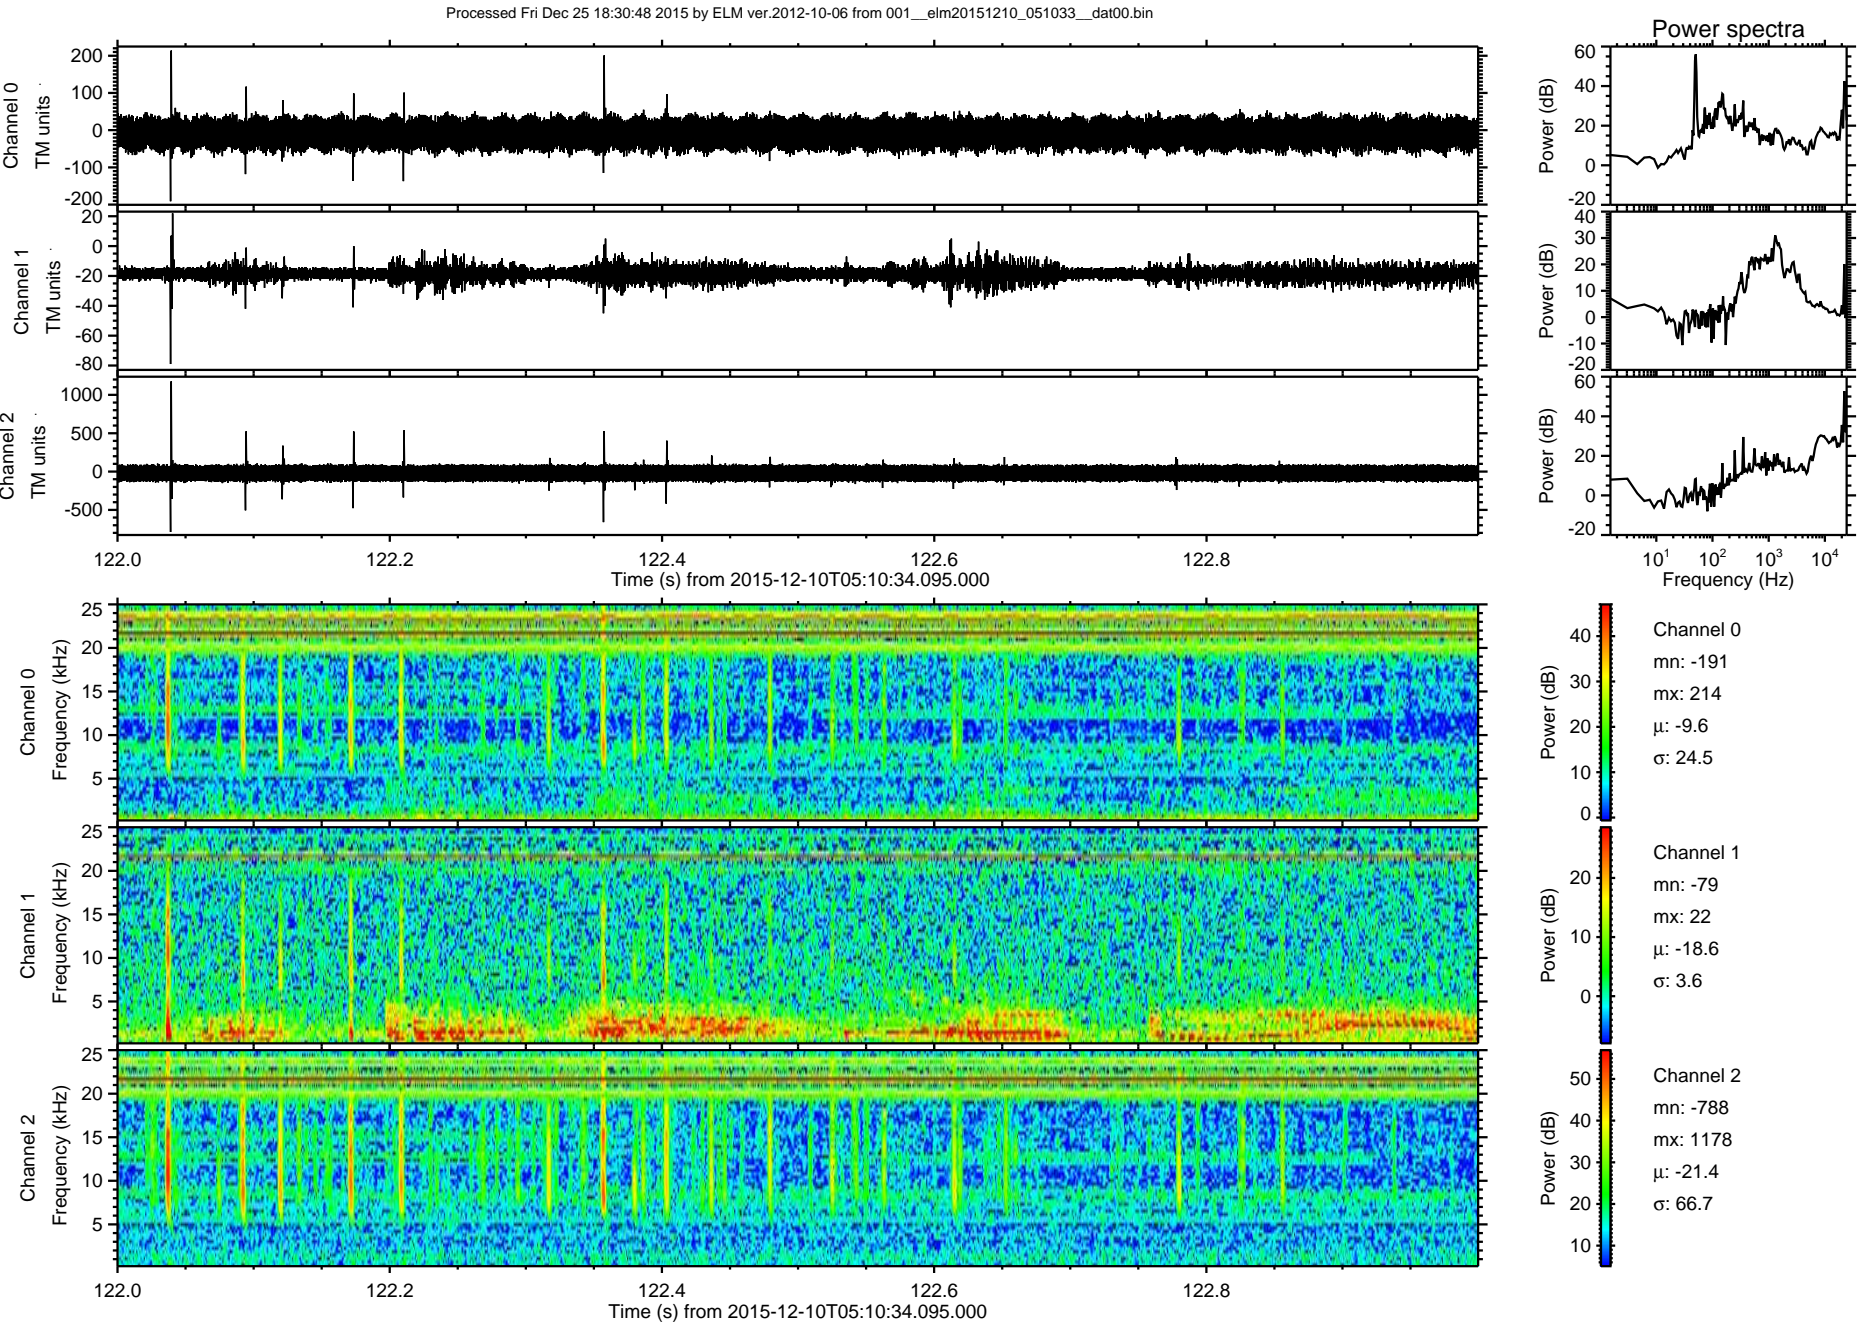 Processed Fri Dec 25 18:30:48 2015 by ELM ver.2012-10-06 from 001__elm20151210_051033__dat00.bin
Power spectra
Channel 0
TM units
200
100
0
-100
-200
Power (dB)
60
40
20
0
-20
Channel 1
TM units
20
0
-20
-40
-60
-80
Power (dB)
40
30
20
10
0
-10
-20
Channel 2
TM units
1000
500
0
-500
Power (dB)
60
40
20
0
-20
122.0 122.2 122.4 122.6 122.8
Time (s) from 2015-12-10T05:10:34.095.000
10^1 10^2 10^3 10^4
Frequency (Hz)
Channel 0
Frequency (kHz)
25
20
15
10
5
Power (dB)
40
30
20
10
0
Channel 0
mn: -191
mx: 214
μ: -9.6
σ: 24.5
Channel 1
Frequency (kHz)
25
20
15
10
5
Power (dB)
20
10
0
Channel 1
mn: -79
mx: 22
μ: -18.6
σ: 3.6
Channel 2
Frequency (kHz)
25
20
15
10
5
Power (dB)
50
40
30
20
10
Channel 2
mn: -788
mx: 1178
μ: -21.4
σ: 66.7
122.0 122.2 122.4 122.6 122.8
Time (s) from 2015-12-10T05:10:34.095.000